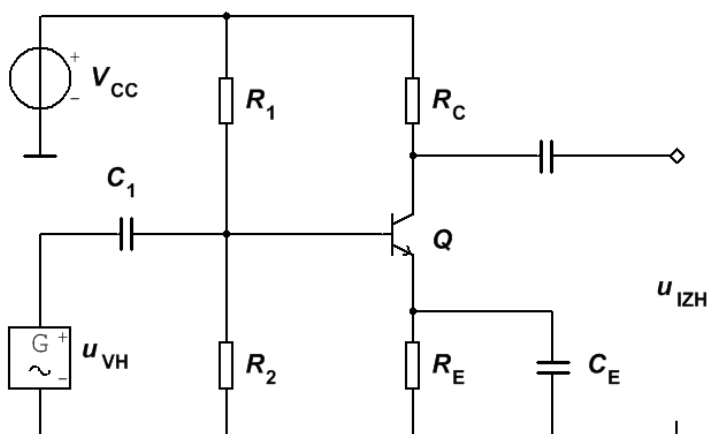 +
V_CC
−
R_1
R_C
C_1
Q
u_IZH
G
+
−
u_VH
R_2
R_E
C_E